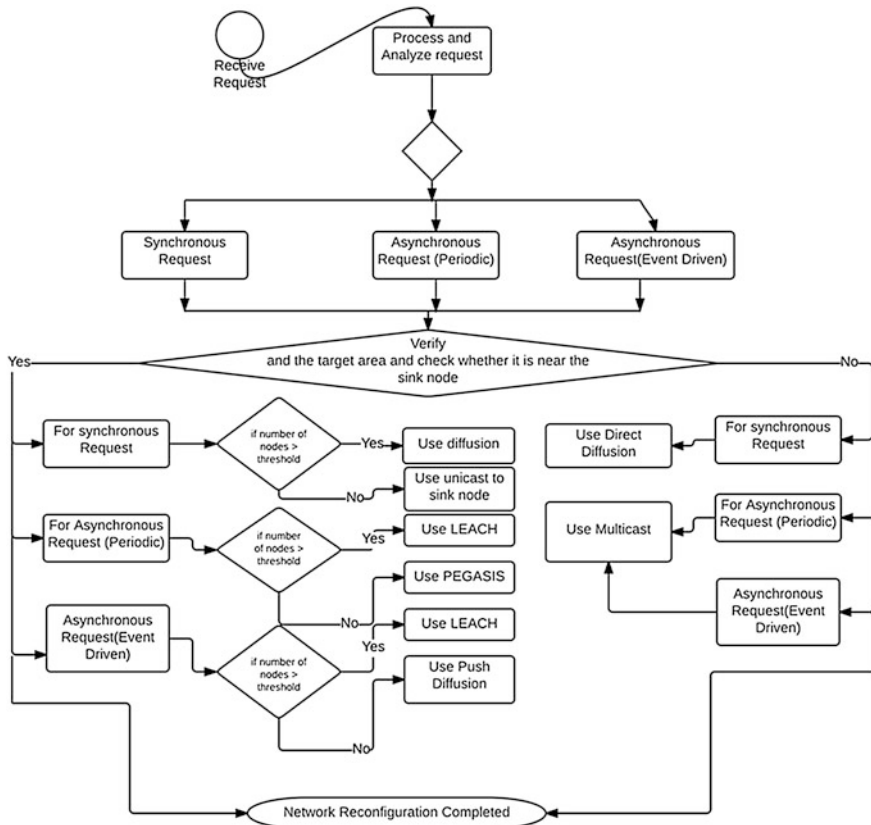 Receive
Request
Process and
Analyze request
Synchronous
Request
Asynchronous
Request (Periodic)
Asynchronous
Request(Event Driven)
Verify
and the target area and check whether it is near the
sink node
Yes
No
For synchronous
Request
if number of
nodes >
threshold
Yes
Use diffusion
No
Use unicast to
sink node
For Asynchronous
Request (Periodic)
if number
of nodes >
threshold
Yes
Use LEACH
No
Use PEGASIS
Asynchronous
Request(Event
Driven)
if number of
nodes >
threshold
Yes
Use LEACH
No
Use Push
Diffusion
Use Direct
Diffusion
For synchronous
Request
Use Multicast
For Asynchronous
Request (Periodic)
Asynchronous
Request(Event
Driven)
Network Reconfiguration Completed